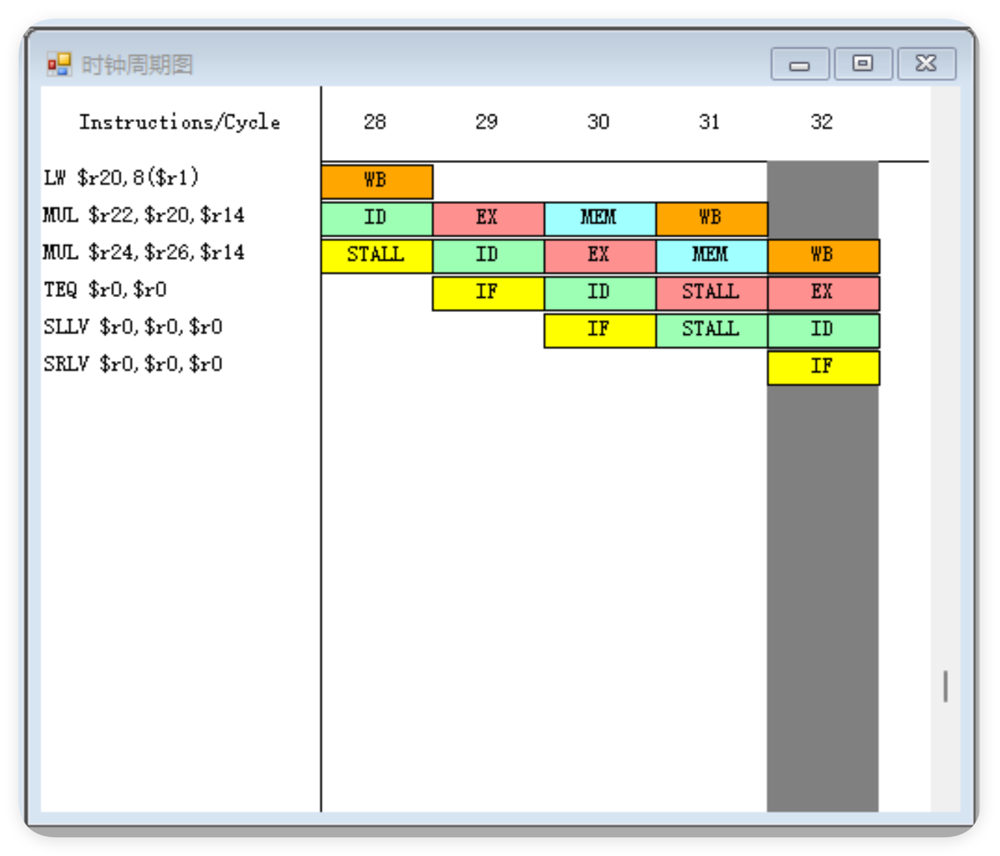 时钟周期图
Instructions/Cycle 28 29 30 31 32
LW $r20,8($r1) WB
MUL $r22,$r20,$r14 ID EX MEM WB
MUL $r24,$r26,$r14 STALL ID EX MEM WB
TEQ $r0,$r0 IF ID STALL EX
SLLV $r0,$r0,$r0 IF STALL ID
SRLV $r0,$r0,$r0 IF